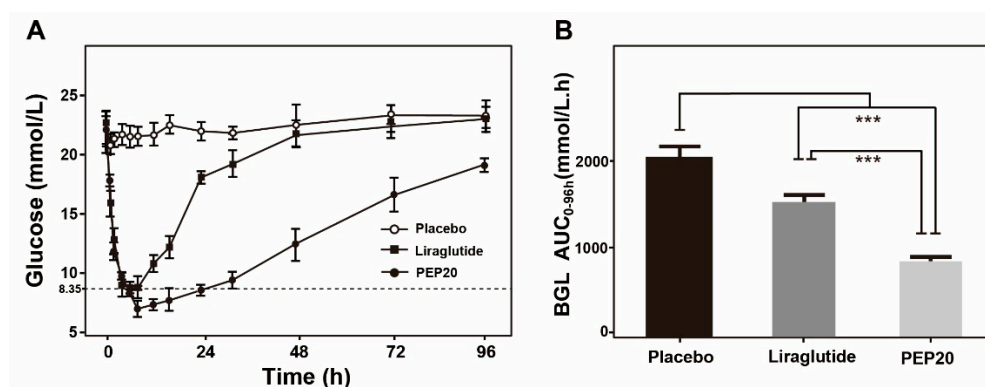 A
Glucose (mmol/L)
25
20
15
10
8.35
5
Placebo
Liraglutide
PEP20
0
24
48
72
96
Time (h)
B
BGL AUC0-96h(mmol/L.h)
2000
1000
0
***
***
Placebo
Liraglutide
PEP20